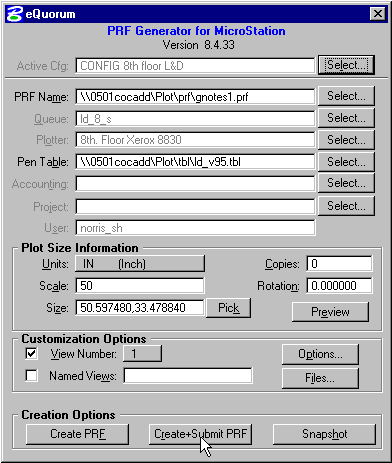 eQuorum
PRF Generator for MicroStation
Version 8.4.33
Active Cfg: CONFIG 8th floor L&D Select...
PRF Name: \\0501cocadd\Plot\prf\gnotes1.prf Select...
Queue: ld_8_s Select...
Plotter: 8th. Floor Xerox 8830 Select...
Pen Table: \\0501cocadd\Plot\tbl\ld_v95.tbl Select...
Accounting: Select...
Project: Select...
User: norris_sh
Plot Size Information
Units: IN (Inch) Copies: 0
Scale: 50 Rotation: 0.000000
Size: 50.597480,33.478840 Pick Preview
Customization Options
View Number: 1 Options...
Named Views: Files...
Creation Options
Create PRF Create+Submit PRF Snapshot